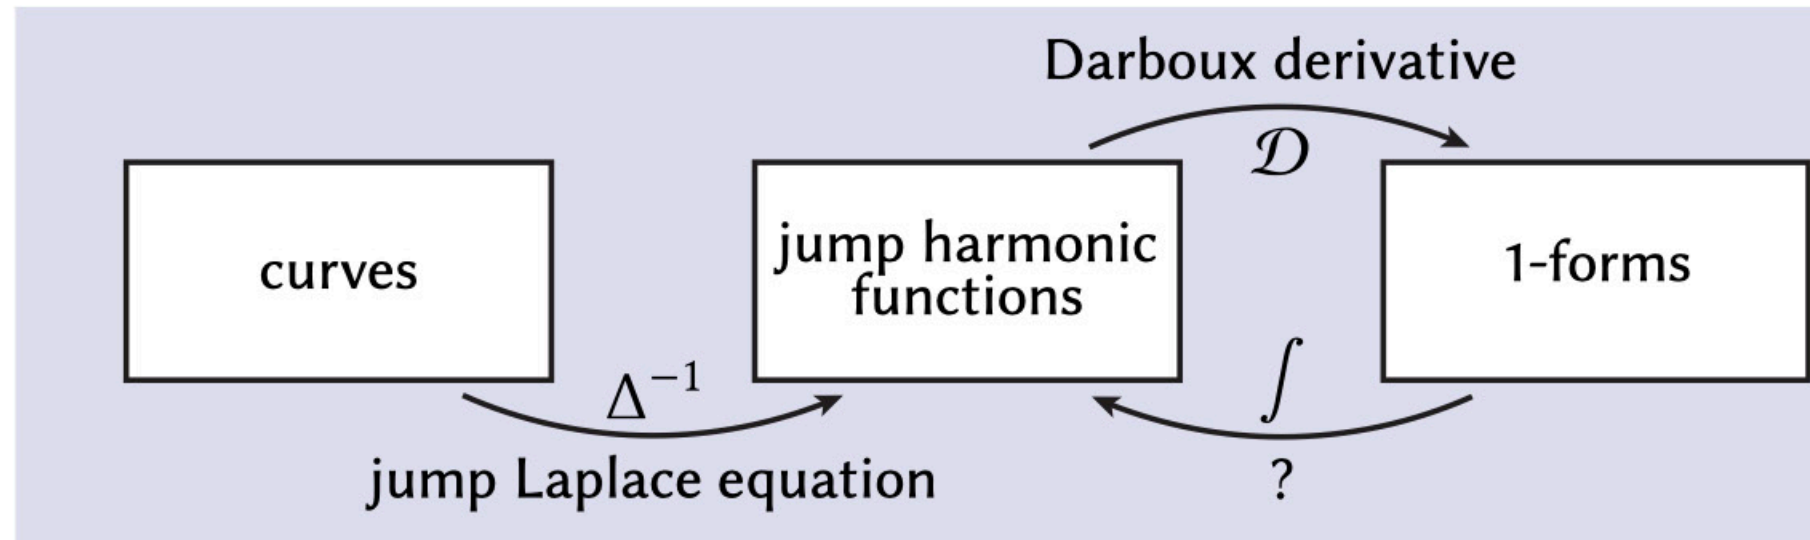 Darboux derivative
𝒟
curves
jump harmonic
functions
1-forms
Δ⁻¹
∫
jump Laplace equation
?